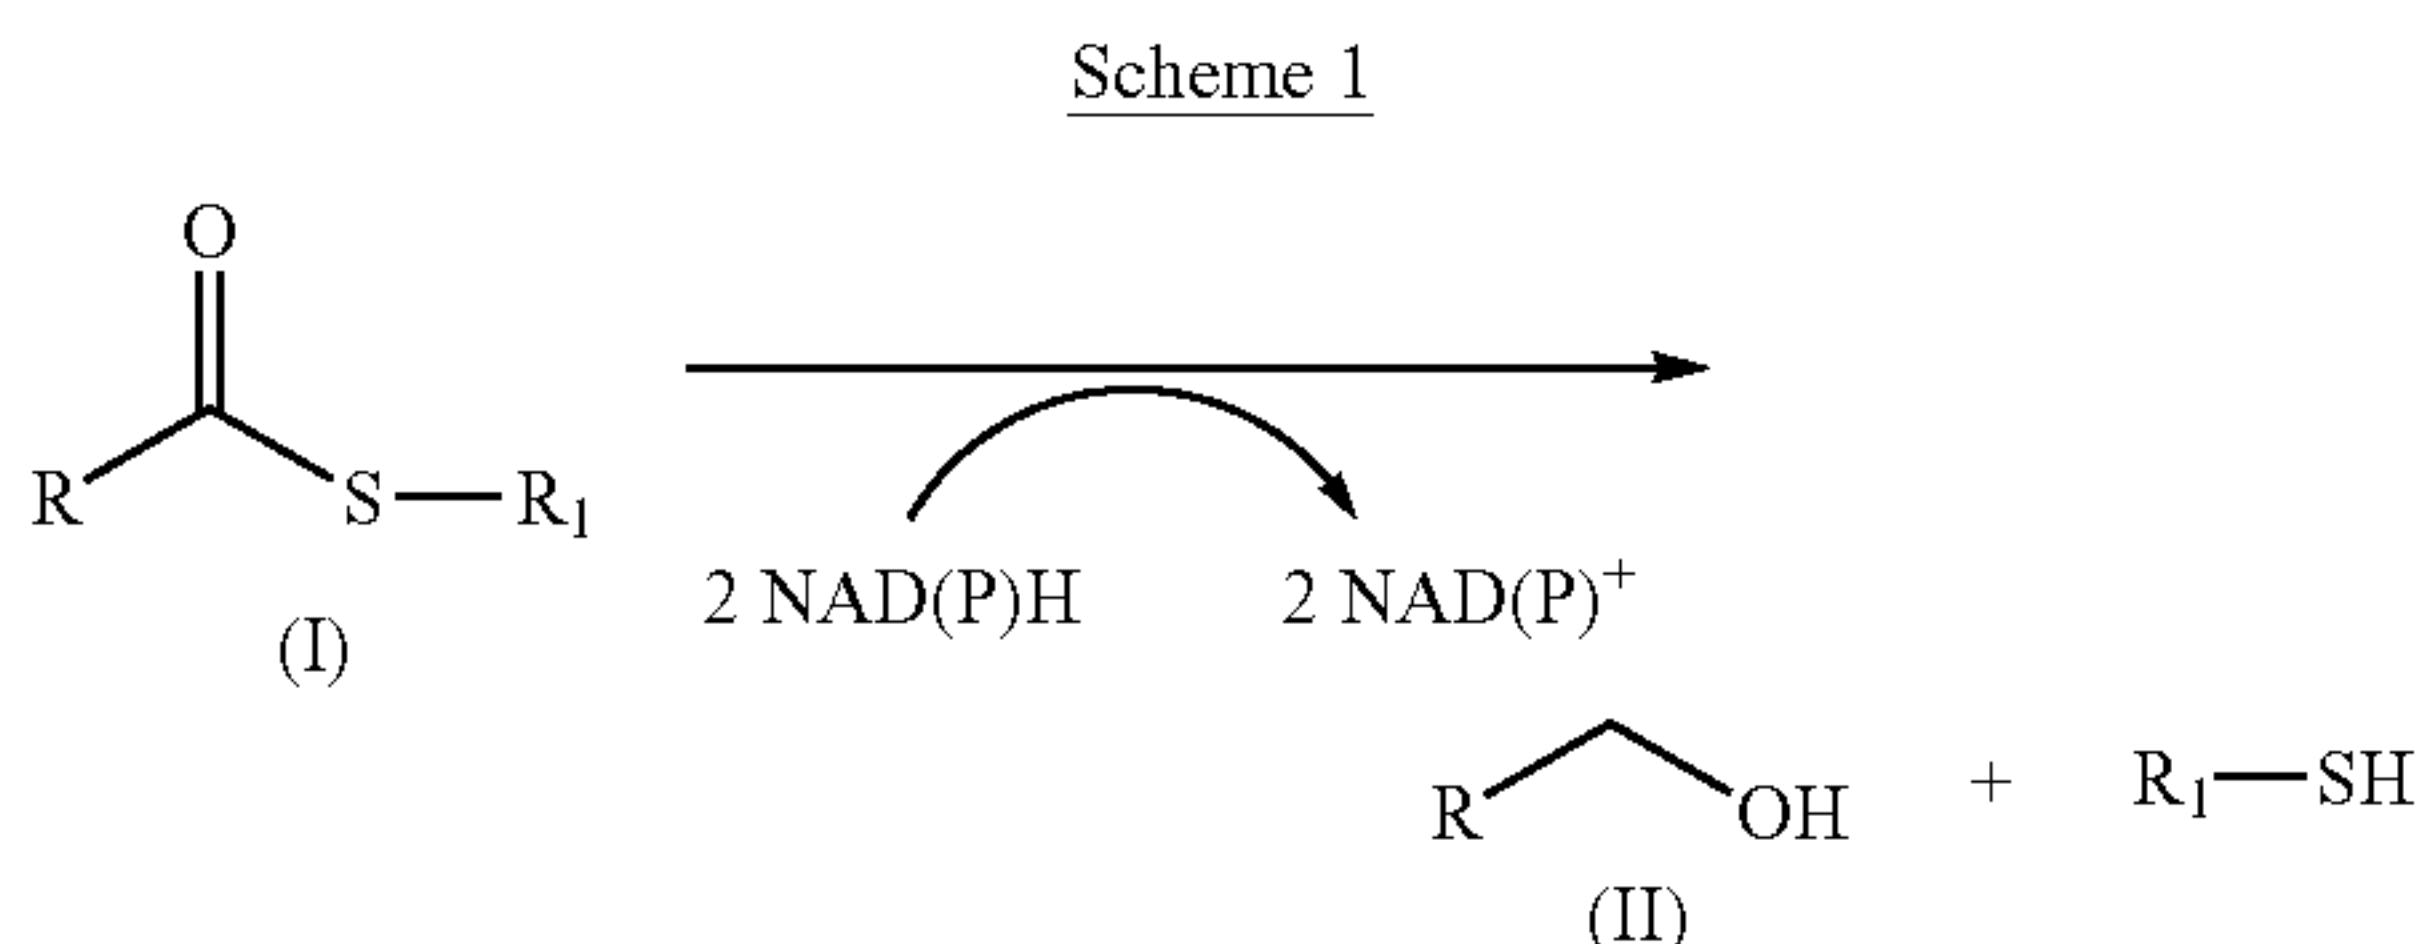 Scheme 1
O
R S R₁
2 NAD(P)H 2 NAD(P)⁺
(I)
R OH + R₁ SH
(II)